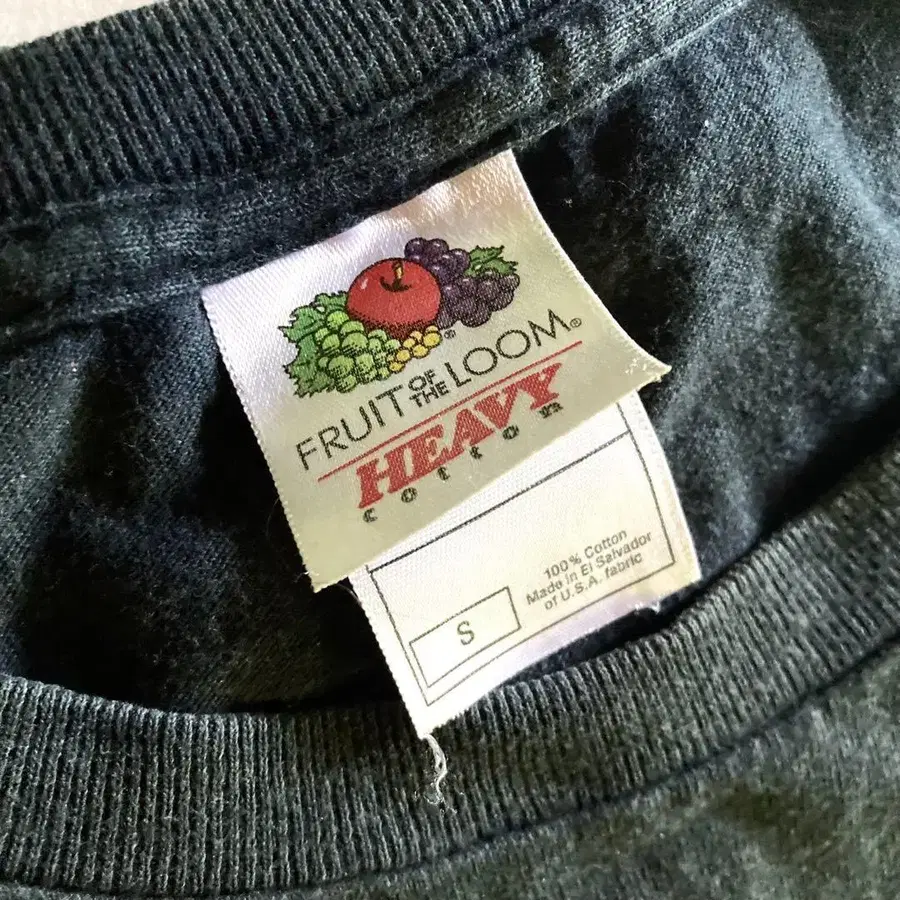 FRUIT OF THE LOOM®
HEAVY
cotton
S
100% Cotton
Made in El Salvador
of U.S.A. fabric